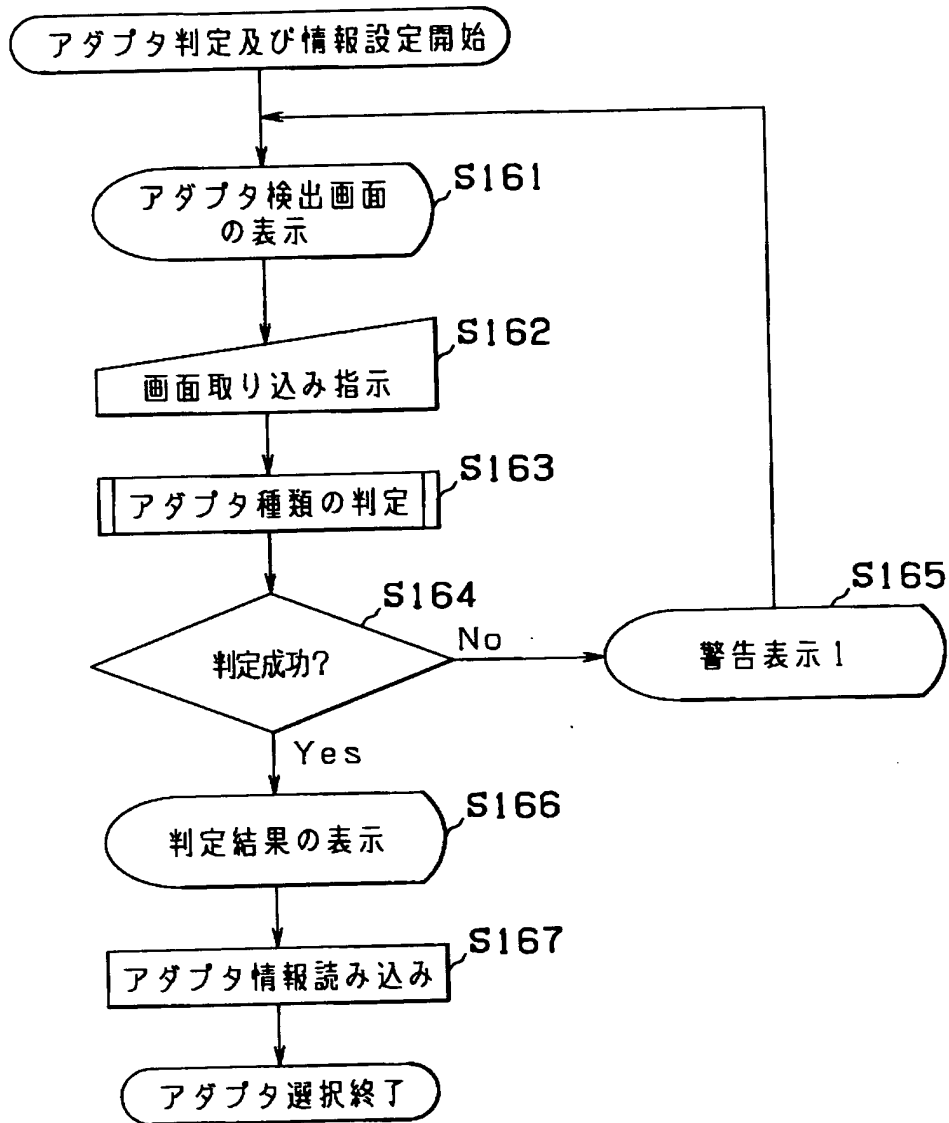 アダプタ判定及び情報設定開始
S161
アダプタ検出画面
の表示
S162
画面取り込み指示
S163
アダプタ種類の判定
S164
判定成功?
No
S165
警告表示1
Yes
S166
判定結果の表示
S167
アダプタ情報読み込み
アダプタ選択終了